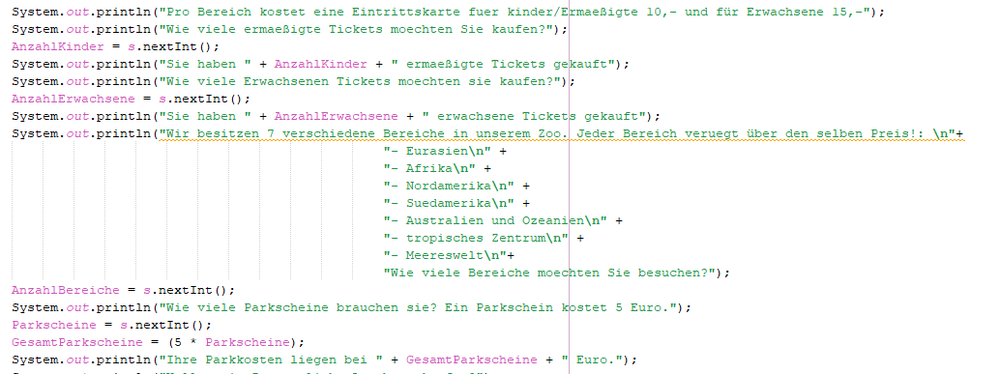 System.out.println("Pro Bereich kostet eine Eintrittskarte fuer kinder/Ermaeßigte 10,- und für Erwachsene 15,-");
System.out.println("Wie viele ermaeßigte Tickets moechten Sie kaufen?");
AnzahlKinder = s.nextInt();
System.out.println("Sie haben " + AnzahlKinder + " ermaeßigte Tickets gekauft");
System.out.println("Wie viele Erwachsenen Tickets moechten sie kaufen?");
AnzahlErwachsene = s.nextInt();
System.out.println("Sie haben " + AnzahlErwachsene + " erwachsene Tickets gekauft");
System.out.println("Wir besitzen 7 verschiedene Bereiche in unserem Zoo. Jeder Bereich veruegt über den selben Preis!: \n"+
"- Eurasien\n" +
"- Afrika\n" +
"- Nordamerika\n" +
"- Suedamerika\n" +
"- Australien und Ozeanien\n" +
"- tropisches Zentrum\n" +
"- Meereswelt\n"+
"Wie viele Bereiche moechten Sie besuchen?");
AnzahlBereiche = s.nextInt();
System.out.println("Wie viele Parkscheine brauchen sie? Ein Parkschein kostet 5 Euro.");
Parkscheine = s.nextInt();
GesamtParkscheine = (5 * Parkscheine);
System.out.println("Ihre Parkkosten liegen bei " + GesamtParkscheine + " Euro.");